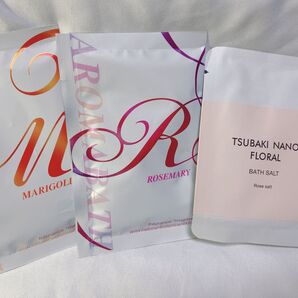 M
MARIGOLD
AROMA BATH
R
ROSEMARY
TSUBAKI NANO
FLORAL
BATH SALT
Rose salt